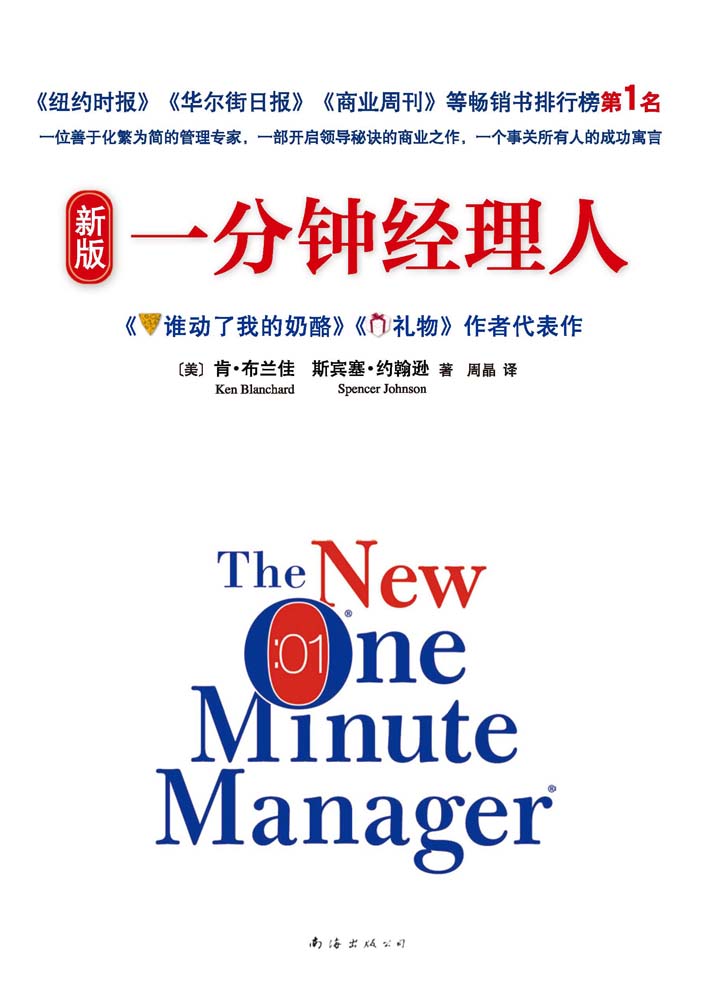 《纽约时报》《华尔街日报》《商业周刊》等畅销书排行榜第1名
一位善于化繁为简的管理专家，一部开启领导秘诀的商业之作，一个事关所有人的成功寓言
新版 一分钟经理人
《谁动了我的奶酪》《礼物》作者代表作
〔美〕肯·布兰佳 斯宾塞·约翰逊 著 周晶 译
Ken Blanchard Spencer Johnson
The New
:01
One®
Minute
Manager®
南海出版公司